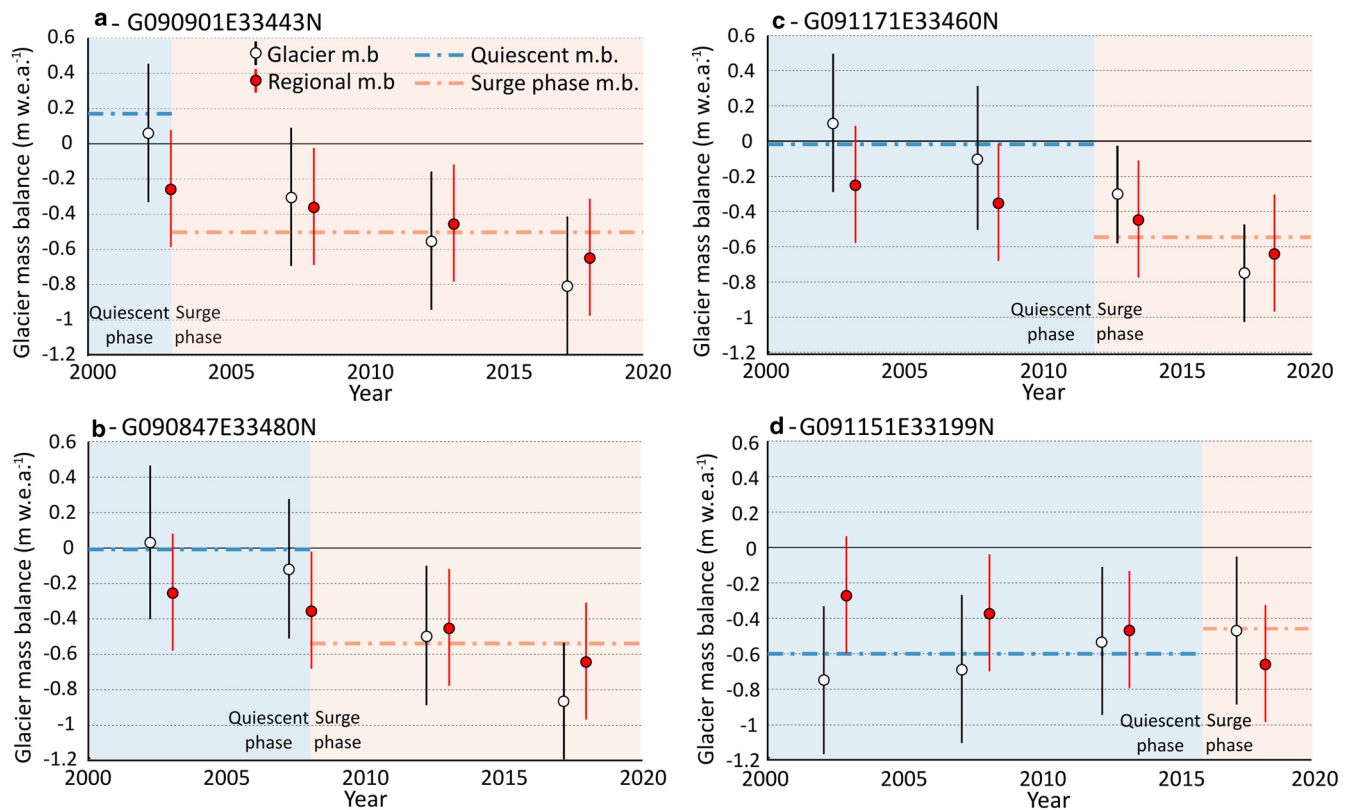 a - G090901E33443N
Glacier mass balance (m w.e.a.⁻¹)
0.6
0.4
0.2
0
-0.2
-0.4
-0.6
-0.8
-1
-1.2
Glacier m.b
Regional m.b
Quiescent m.b.
Surge phase m.b.
Quiescent Surge
phase phase
2000 2005 2010 2015 2020
Year
c - G091171E33460N
Glacier mass balance (m w.e.a.⁻¹)
0.6
0.4
0.2
0
-0.2
-0.4
-0.6
-0.8
-1
-1.2
Quiescent Surge
phase phase
2000 2005 2010 2015 2020
Year
b - G090847E33480N
Glacier mass balance (m w.e.a.⁻¹)
0.6
0.4
0.2
0
-0.2
-0.4
-0.6
-0.8
-1
-1.2
Quiescent Surge
phase phase
2000 2005 2010 2015 2020
Year
d - G091151E33199N
Glacier mass balance (m w.e.a.⁻¹)
0.6
0.4
0.2
0
-0.2
-0.4
-0.6
-0.8
-1
-1.2
Quiescent Surge
phase phase
2000 2005 2010 2015 2020
Year